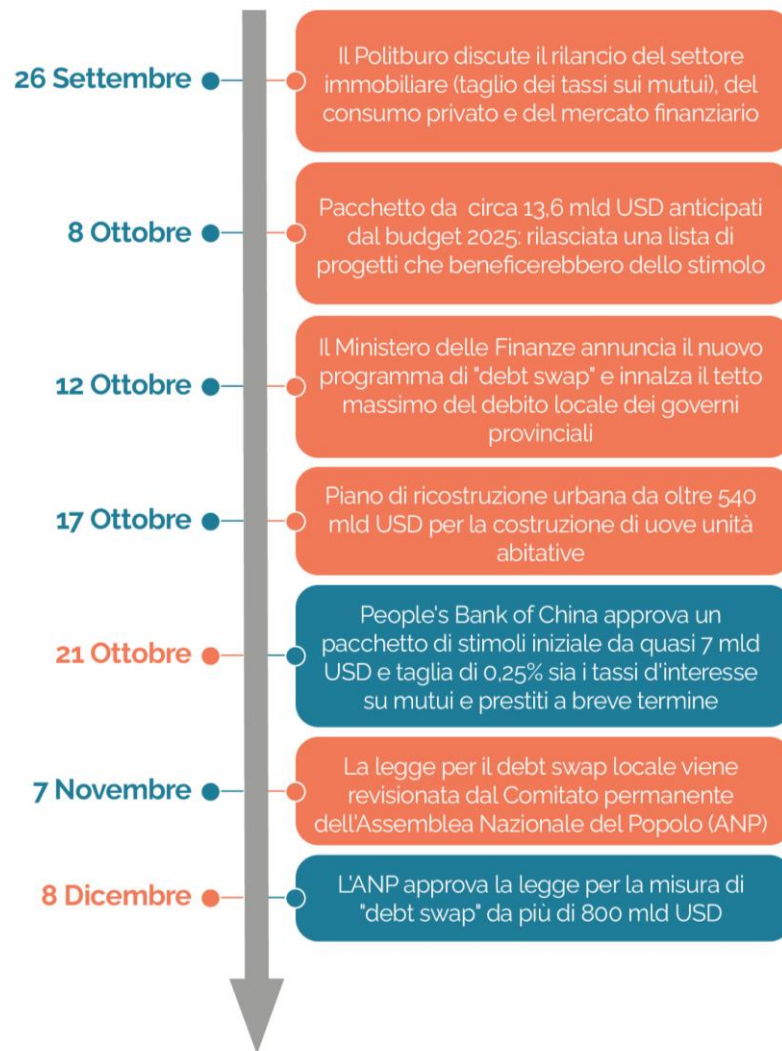 26 Settembre
Il Politburo discute il rilancio del settore
immobiliare (taglio dei tassi sui mutui), del
consumo privato e del mercato finanziario
8 Ottobre
Pacchetto da circa 13,6 mld USD anticipati
dal budget 2025: rilasciata una lista di
progetti che beneficerebbero dello stimolo
12 Ottobre
Il Ministero delle Finanze annuncia il nuovo
programma di "debt swap" e innalza il tetto
massimo del debito locale dei governi
provinciali
17 Ottobre
Piano di ricostruzione urbana da oltre 540
mld USD per la costruzione di uove unità
abitative
21 Ottobre
People's Bank of China approva un
pacchetto di stimoli iniziale da quasi 7 mld
USD e taglia di 0,25% sia i tassi d'interesse
su mutui e prestiti a breve termine
7 Novembre
La legge per il debt swap locale viene
revisionata dal Comitato permanente
dell'Assemblea Nazionale del Popolo (ANP)
8 Dicembre
L'ANP approva la legge per la misura di
"debt swap" da più di 800 mld USD